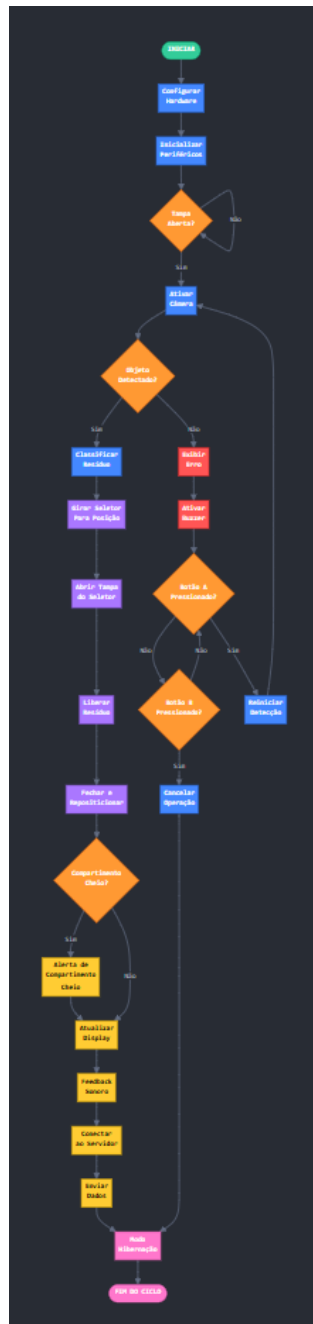 INICIAR
Configurar
Hardware
Inicializar
Periféricos
Tampa
Aberta?
Não
Sim
Ativar
Câmera
Objeto
Detectado?
Sim
Não
Classificar
Resíduo
Exibir
Erro
Girar Seletor
Para Posição
Ativar
Buzzer
Abrir Tampa
do Seletor
Botão A
Pressionado?
Não
Não
Sim
Liberar
Resíduo
Botão B
Pressionado?
Reiniciar
Detecção
Sim
Fechar e
Repositicionar
Cancelar
Operação
Compartimento
Cheio?
Sim
Não
Alerta de
Compartimento
Cheio
Atualizar
Display
Feedback
Sonoro
Conectar
ao Servidor
Enviar
Dados
Modo
Hibernação
FIM DO CICLO